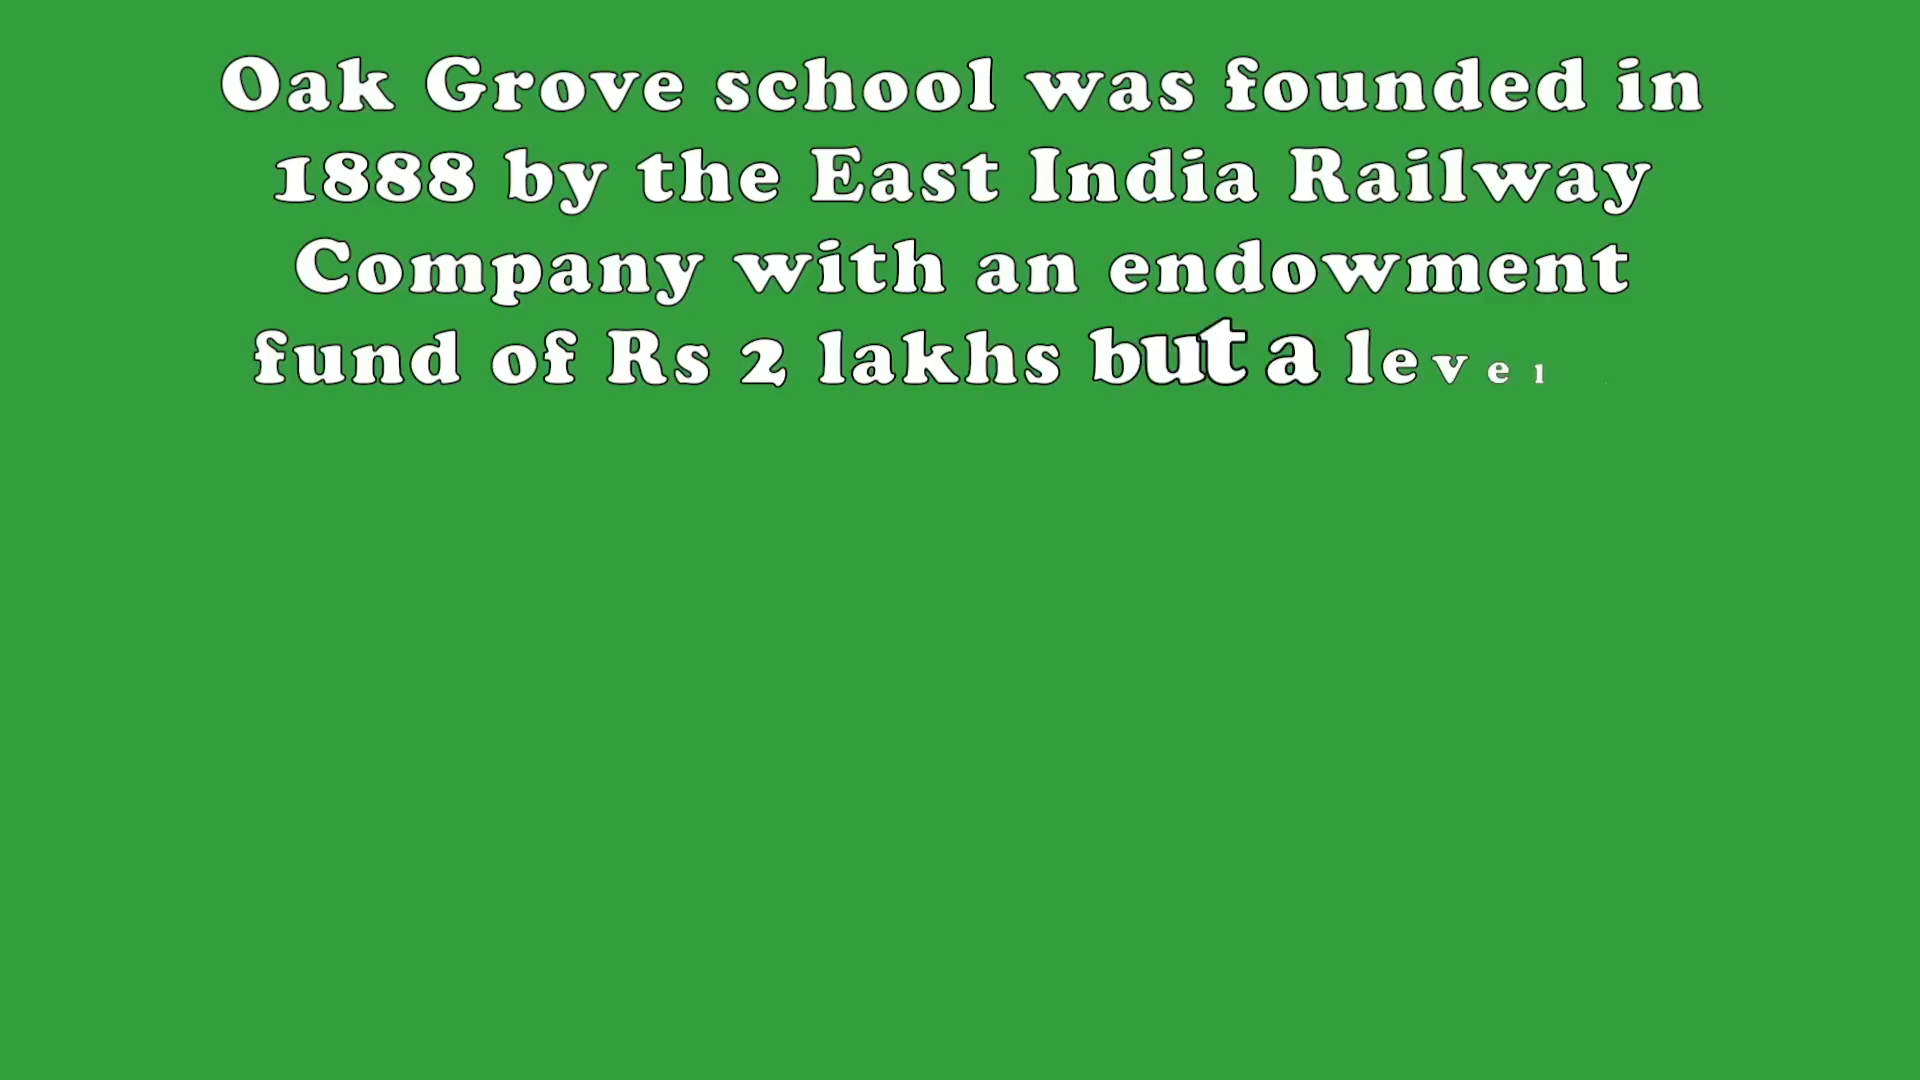 Oak Grove school was founded in
1888 by the East India Railway
Company with an endowment
fund of Rs 2 lakhs but a level